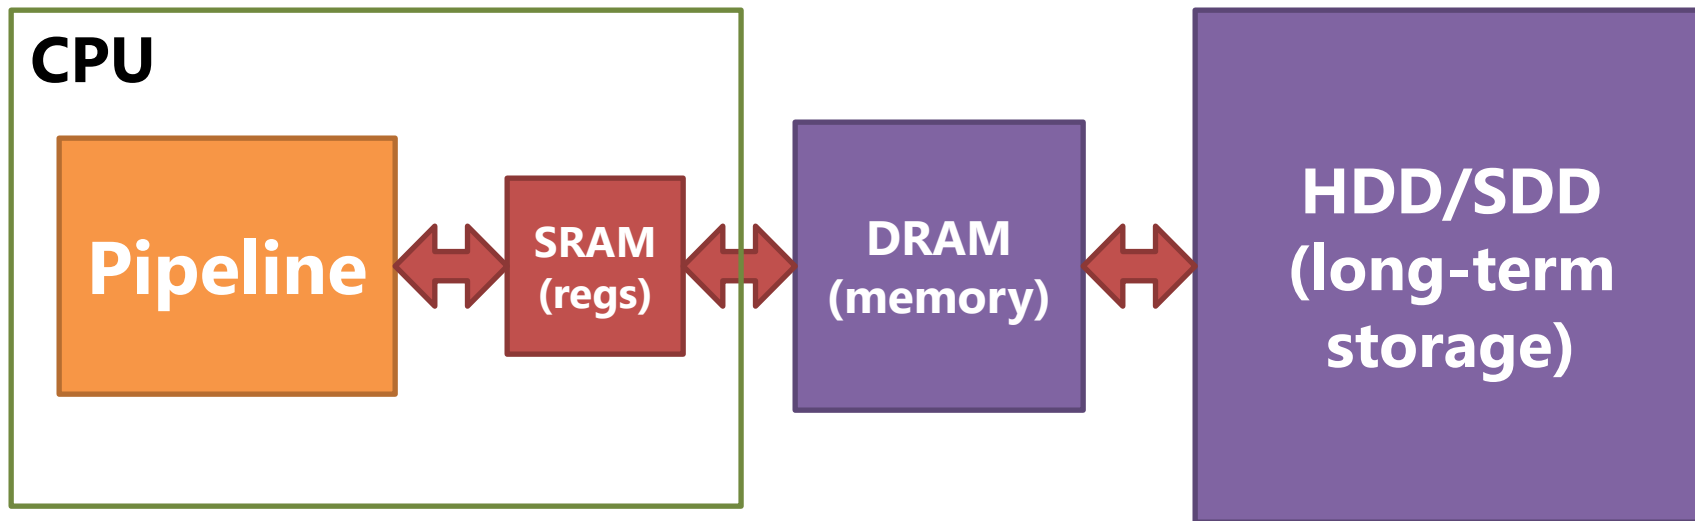 CPU
Pipeline
SRAM
(regs)
DRAM
(memory)
HDD/SDD
(long-term
storage)